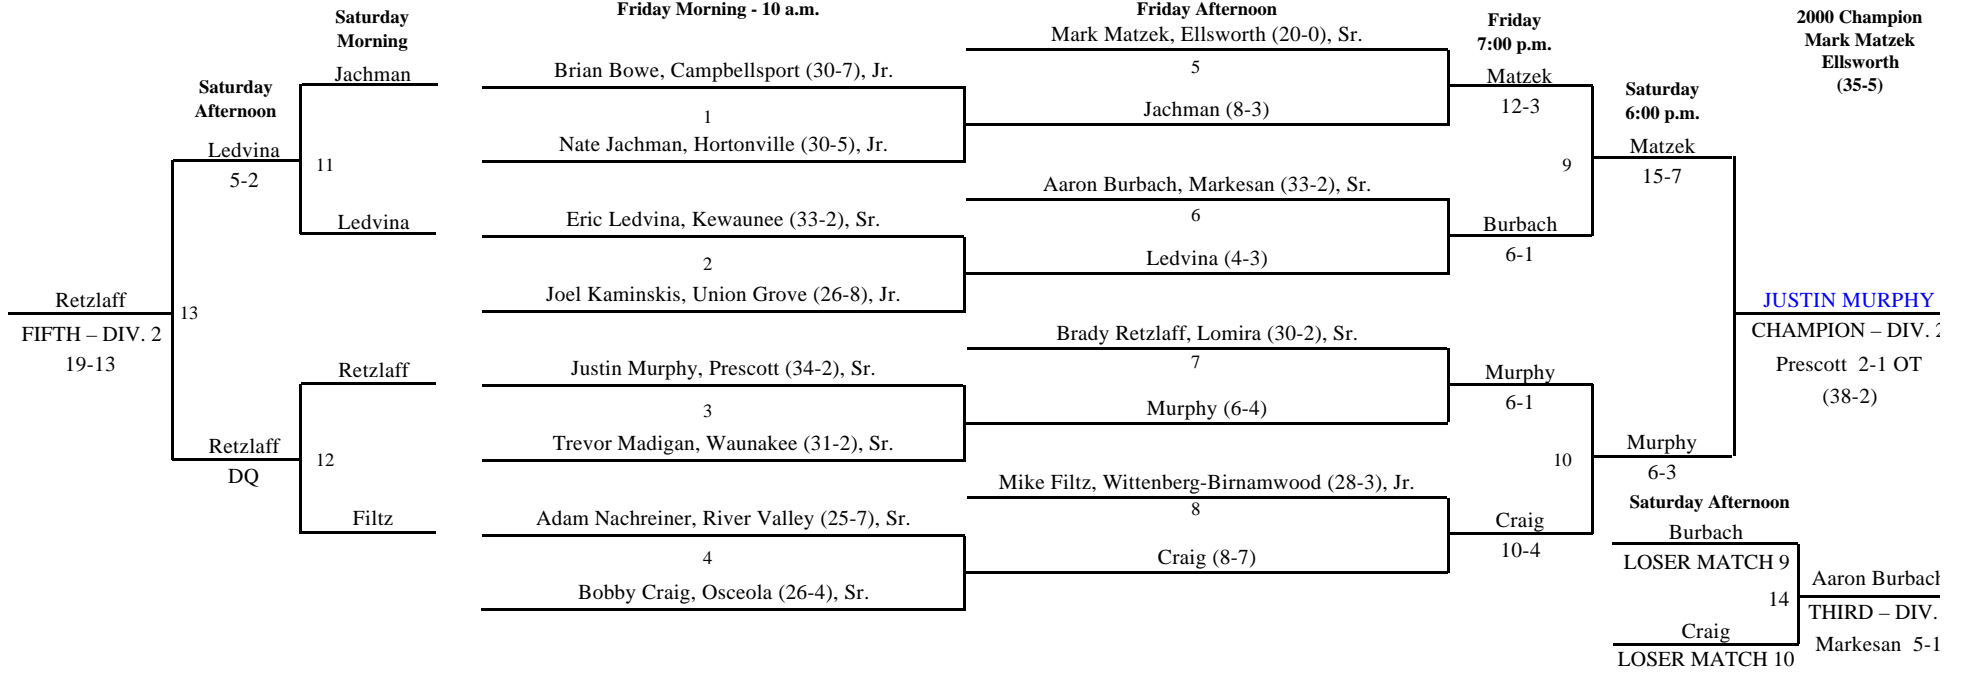 Saturday
Morning
Friday Morning - 10 a.m.
Friday Afternoon
Friday
7:00 p.m.
2000 Champion
Mark Matzek
Ellsworth
(35-5)
Saturday
Afternoon
Saturday
6:00 p.m.
Jachman
Ledvina
5-2
11
Ledvina
Retzlaff
FIFTH – DIV. 2
19-13
13
Retzlaff
Retzlaff
DQ
12
Filtz
Brian Bowe, Campbellsport (30-7), Jr.
1
Nate Jachman, Hortonville (30-5), Jr.
Eric Ledvina, Kewaunee (33-2), Sr.
2
Joel Kaminskis, Union Grove (26-8), Jr.
Justin Murphy, Prescott (34-2), Sr.
3
Trevor Madigan, Waunakee (31-2), Sr.
Adam Nachreiner, River Valley (25-7), Sr.
4
Bobby Craig, Osceola (26-4), Sr.
Mark Matzek, Ellsworth (20-0), Sr.
5
Jachman (8-3)
Aaron Burbach, Markesan (33-2), Sr.
6
Ledvina (4-3)
Brady Retzlaff, Lomira (30-2), Sr.
7
Murphy (6-4)
Mike Filtz, Wittenberg-Birnamwood (28-3), Jr.
8
Craig (8-7)
Matzek
12-3
9
Burbach
6-1
Murphy
6-1
10
Craig
10-4
Matzek
15-7
Murphy
6-3
JUSTIN MURPHY
CHAMPION – DIV. 2
Prescott 2-1 OT
(38-2)
Saturday Afternoon
Burbach
LOSER MATCH 9
14
Craig
LOSER MATCH 10
Aaron Burbach
THIRD – DIV.
Markesan 5-1